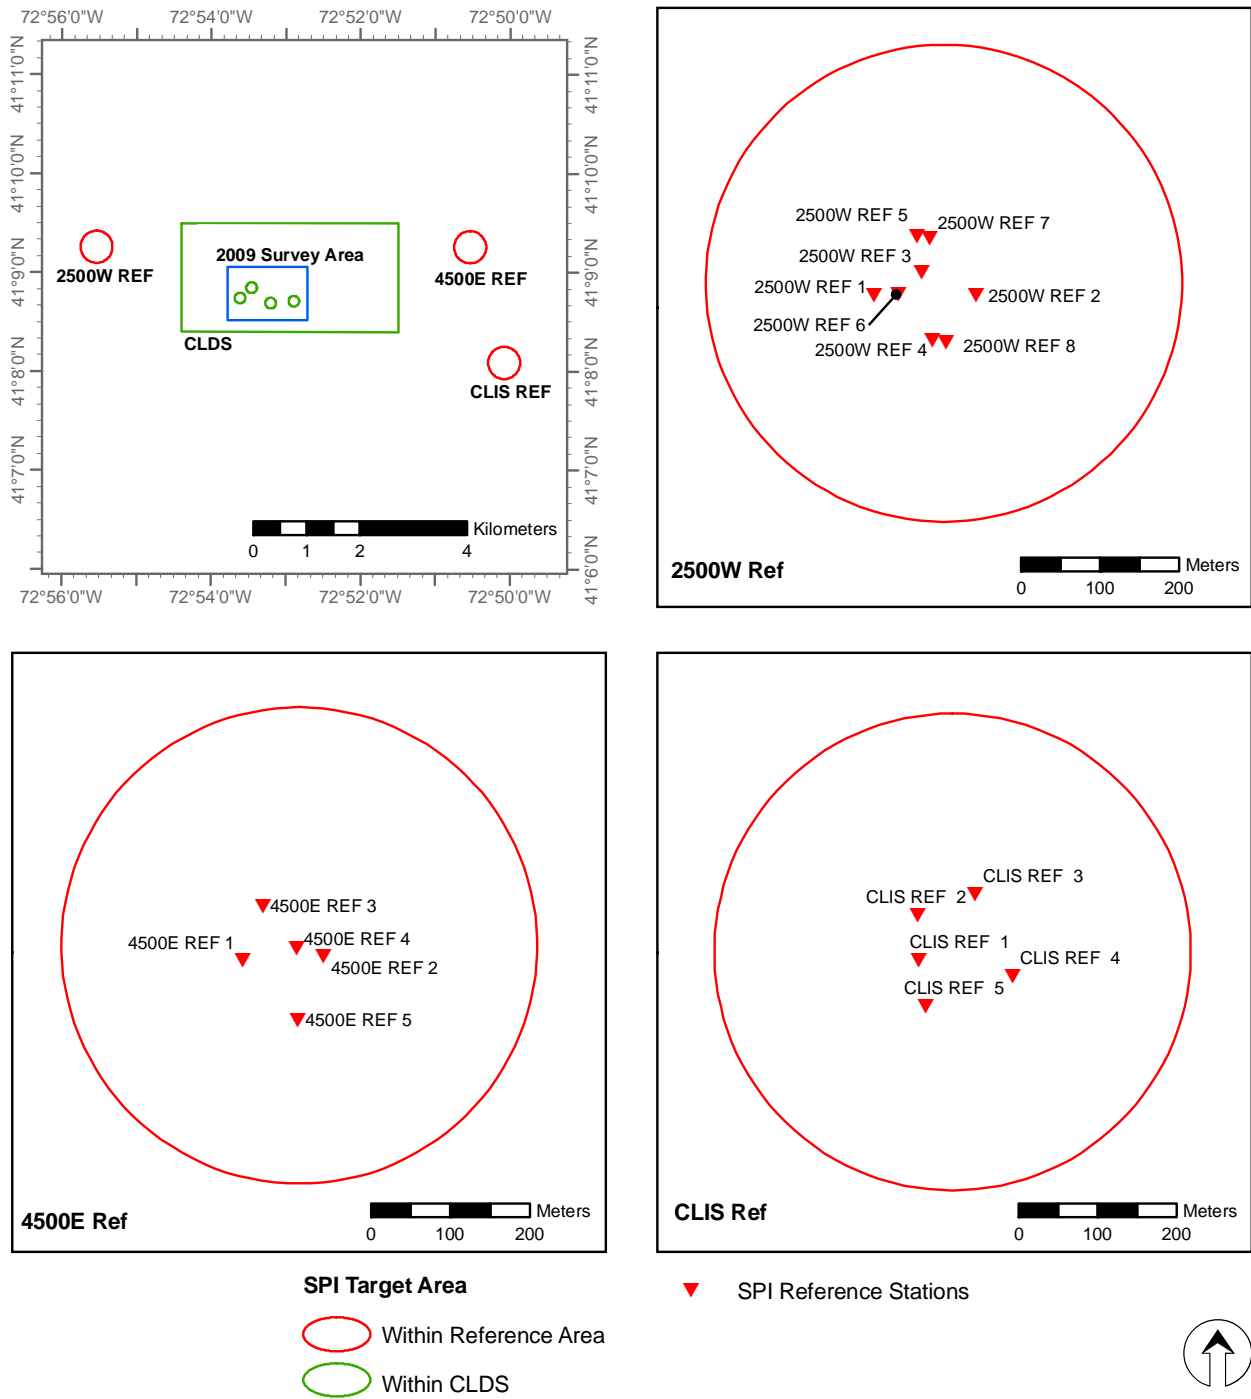 72°56'0"W 72°54'0"W 72°52'0"W 72°50'0"W
41°11'0"N 41°11'0"N
41°10'0"N 41°10'0"N
41°9'0"N 41°9'0"N
41°8'0"N 41°8'0"N
41°7'0"N 41°7'0"N
41°6'0"N
2009 Survey Area
2500W REF
4500E REF
CLDS
CLIS REF
Kilometers
0 1 2 4
72°56'0"W 72°54'0"W 72°52'0"W 72°50'0"W
2500W REF 5
2500W REF 7
2500W REF 3
2500W REF 1
2500W REF 2
2500W REF 6
2500W REF 4
2500W REF 8
2500W Ref
Meters
0 100 200
4500E REF 3
4500E REF 1
4500E REF 4
4500E REF 2
4500E REF 5
4500E Ref
Meters
0 100 200
CLIS REF 3
CLIS REF 2
CLIS REF 1
CLIS REF 4
CLIS REF 5
CLIS Ref
Meters
0 100 200
SPI Target Area
Within Reference Area
Within CLDS
SPI Reference Stations